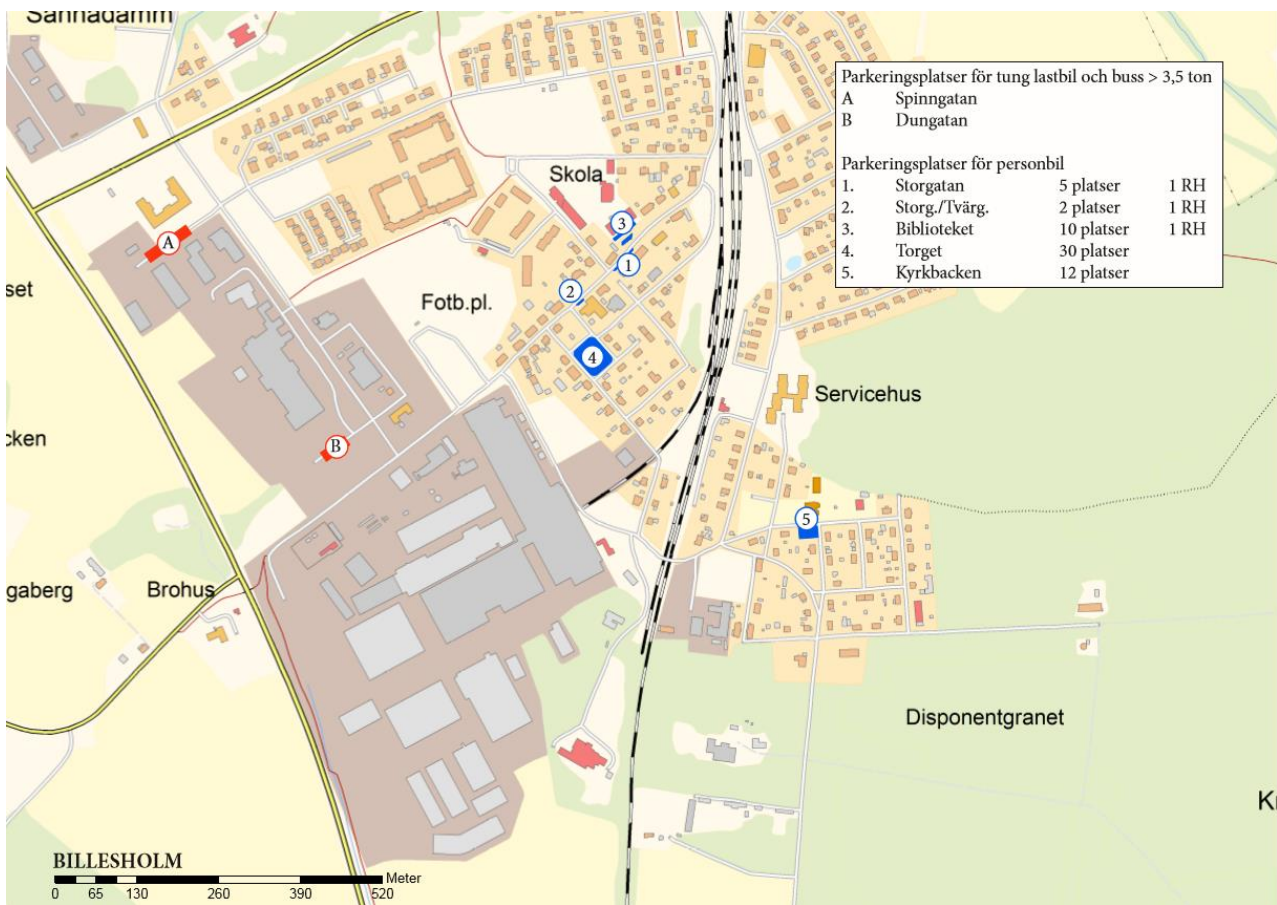 Sannadamm
Parkeringsplatser för tung lastbil och buss > 3,5 ton
A Spinngatan
B Dungatan
Parkeringsplatser för personbil
1. Storgatan 5 platser 1 RH
2. Storg./Tvärg. 2 platser 1 RH
3. Biblioteket 10 platser 1 RH
4. Torget 30 platser
5. Kyrkbacken 12 platser
Skola
3
A
1
set
2
Fotb.pl.
4
Servicehus
cken
B
5
gaberg
Brohus
Disponentgranet
BILLESHOLM
Meter
0 65 130 260 390 520